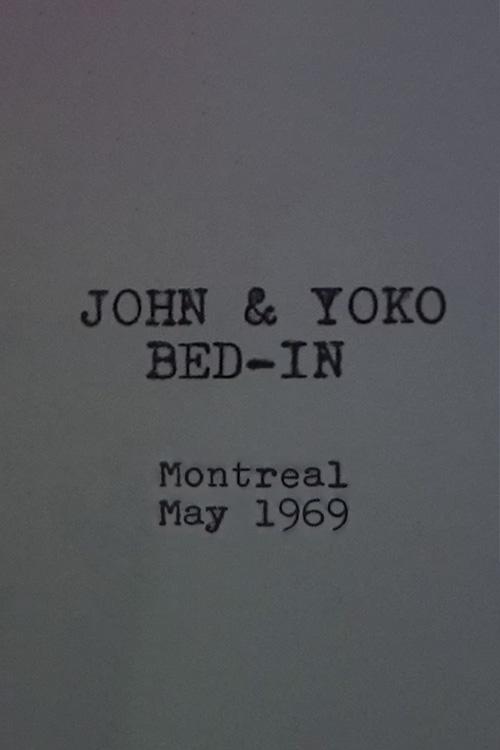 JOHN & YOKO
BED-IN
Montreal
May 1969